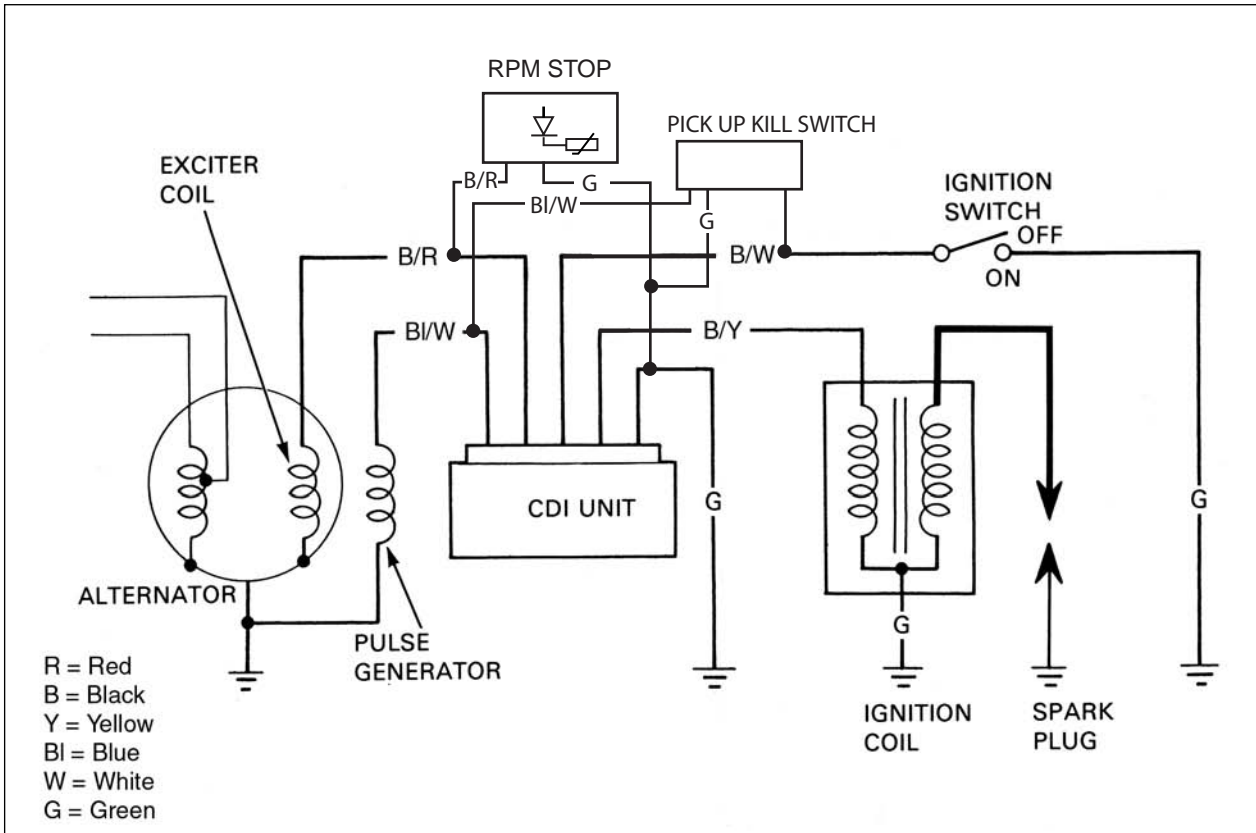 RPM STOP
PICK UP KILL SWITCH
EXCITER
COIL
B/R
G
Bl/W
G
IGNITION
SWITCH
OFF
ON
B/R
B/W
Bl/W
B/Y
CDI UNIT
G
G
ALTERNATOR
PULSE
GENERATOR
G
IGNITION
COIL
SPARK
PLUG
R = Red
B = Black
Y = Yellow
Bl = Blue
W = White
G = Green